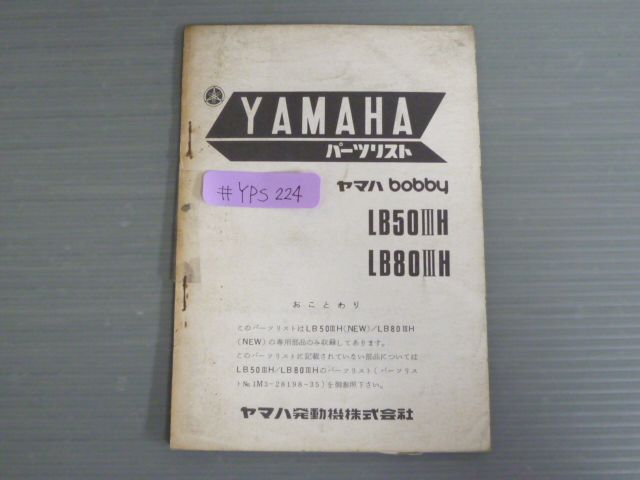 YAMAHA
パーツリスト
#YPS 224
ヤマハ bobby
LB50ⅢH
LB80ⅢH
おことわり
このパーツリストはLB50ⅢH(NEW)/LB80ⅢH
(NEW)の専用部品のみ収録してあります。
このパーツリストに記載されていない部品については
LB50ⅢH/LB80ⅢHのパーツリスト(パーツリス
ト№1M3-28198-35)を御参照下さい。
ヤマハ発動機株式会社